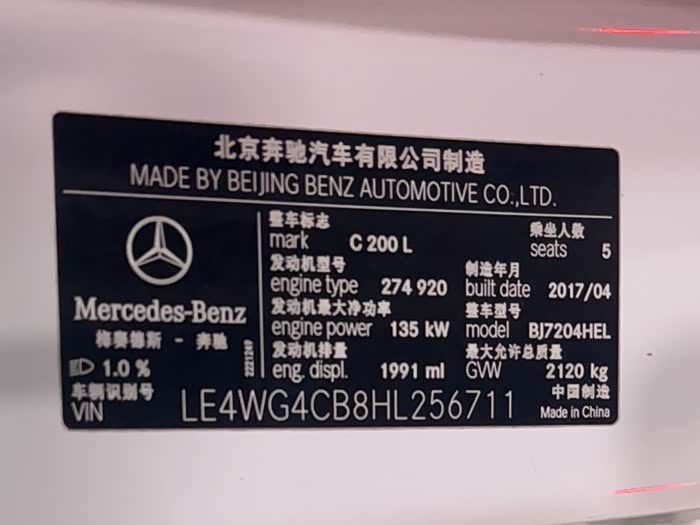 北京奔驰汽车有限公司制造
MADE BY BEIJING BENZ AUTOMOTIVE CO.,LTD.
整车标志 乘坐人数
mark C 200 L seats 5
发动机型号 制造年月
engine type 274 920 built date 2017/04
发动机最大净功率 整车型号
engine power 135 kW model BJ7204HEL
发动机排量 最大允许总质量
eng. displ. 1991 ml GVW 2120 kg
Mercedes-Benz
梅赛德斯 - 奔驰
1.0 %
2221249
车辆识别号 中国制造
VIN LE4WG4CB8HL256711 Made in China